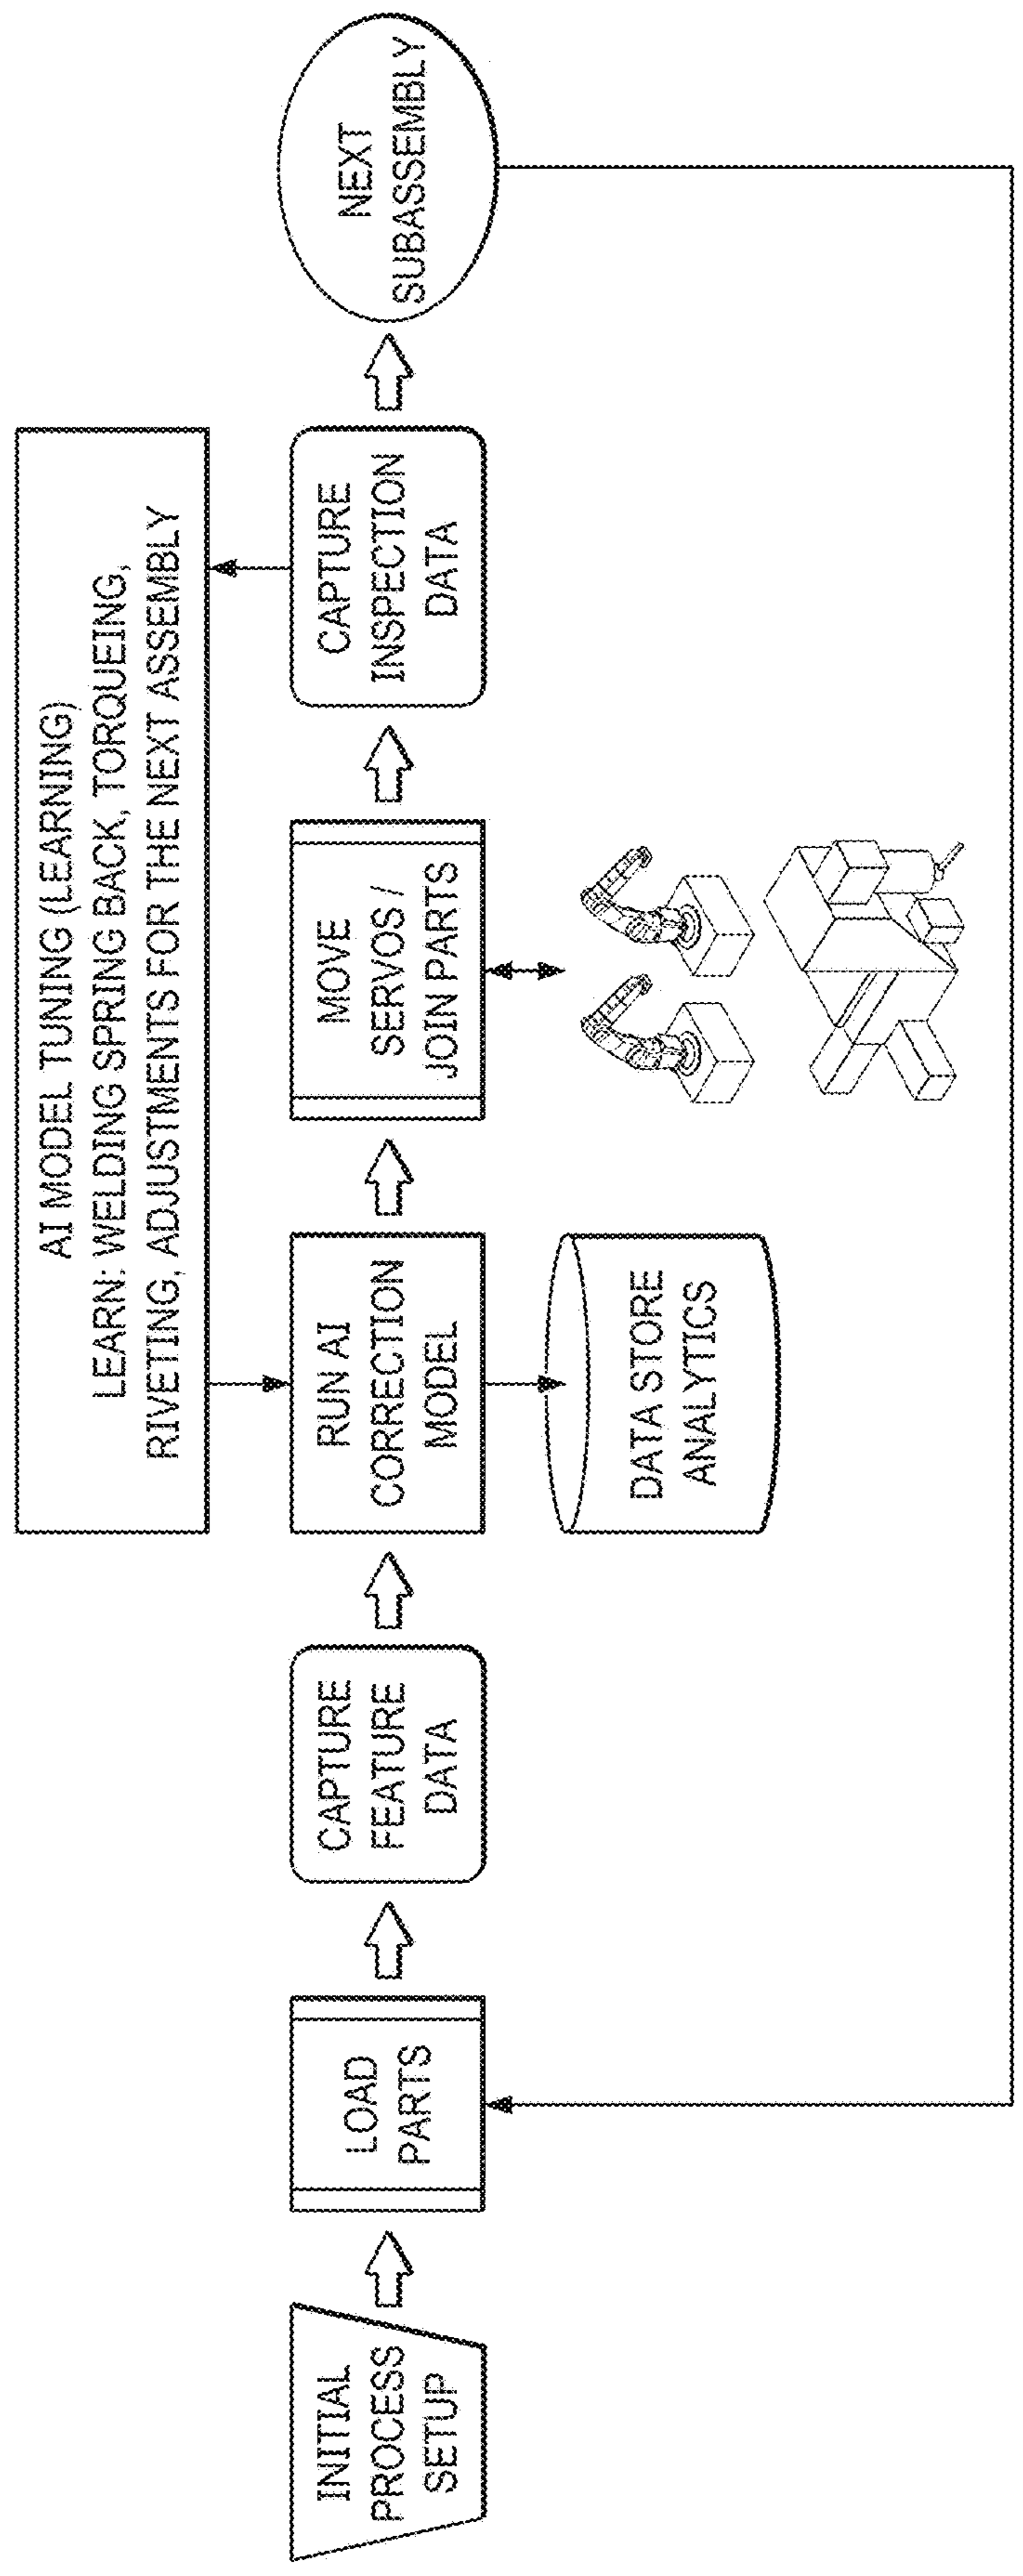 AI MODEL TUNING (LEARNING)
LEARN: WELDING SPRING BACK, TORQUEING,
RIVETING, ADJUSTMENTS FOR THE NEXT ASSEMBLY
INITIAL
PROCESS
SETUP
LOAD
PARTS
CAPTURE
FEATURE
DATA
RUN AI
CORRECTION
MODEL
MOVE
SERVOS /
JOIN PARTS
CAPTURE
INSPECTION
DATA
NEXT
SUBASSEMBLY
DATA STORE
ANALYTICS